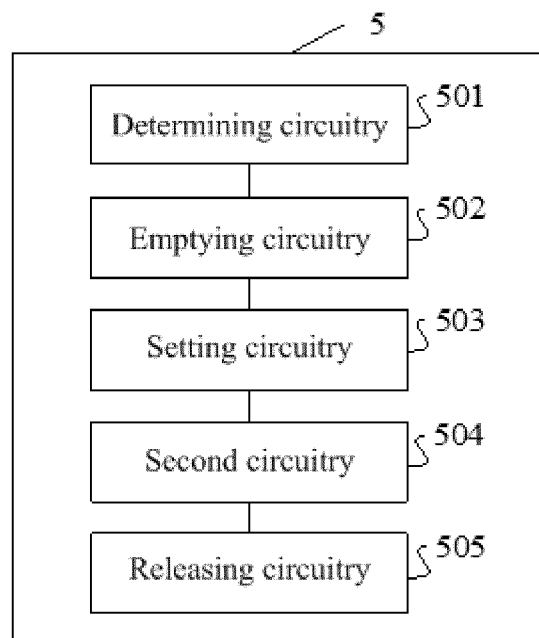 5
Determining circuitry 501
Emptying circuitry 502
Setting circuitry 503
Second circuitry 504
Releasing circuitry 505